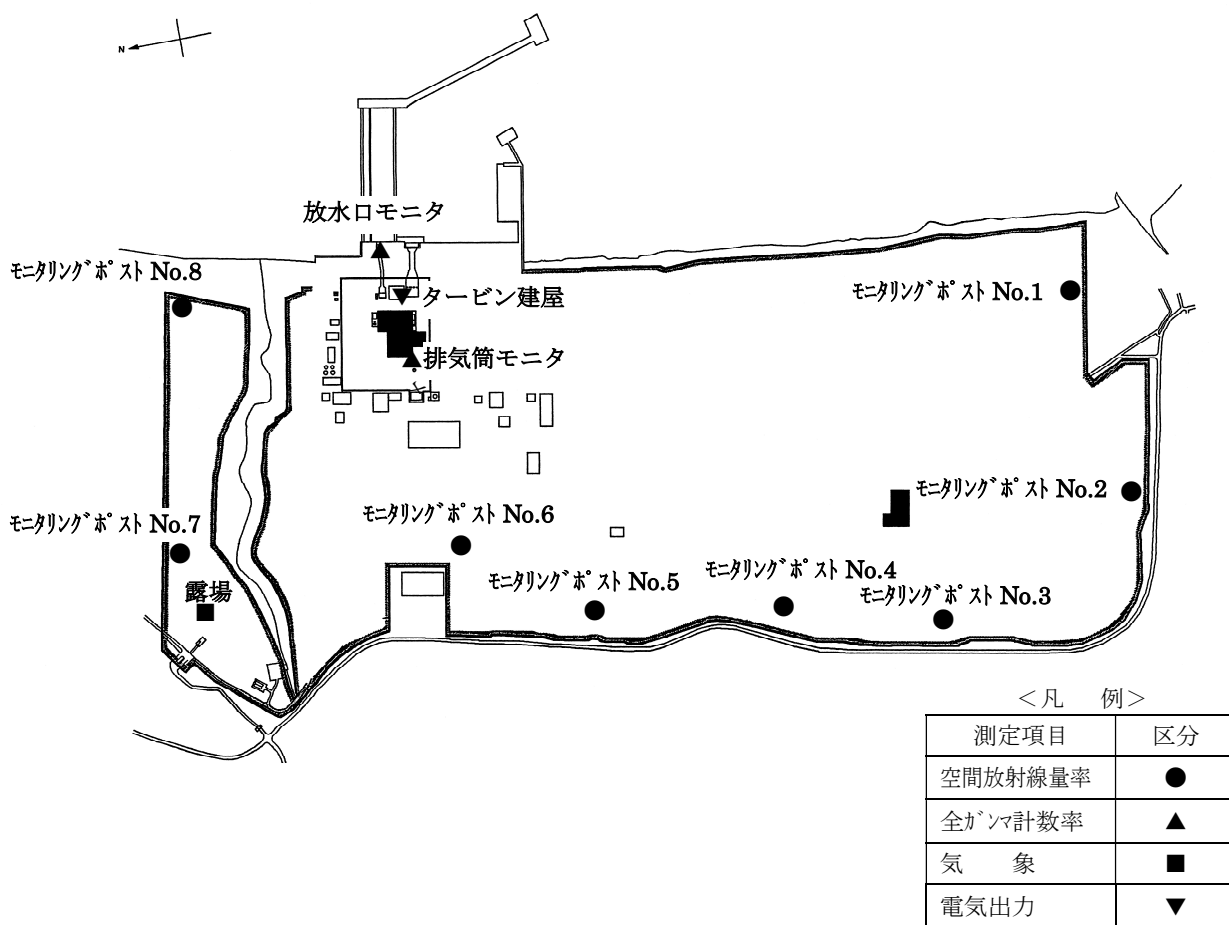 N
放水口モニタ
モニタリングポスト No.8
タービン建屋
モニタリングポスト No.1
排気筒モニタ
モニタリングポスト No.2
モニタリングポスト No.7
モニタリングポスト No.6
モニタリングポスト No.5
モニタリングポスト No.4
モニタリングポスト No.3
露場
<凡 例>
測定項目 区分
空間放射線量率 ●
全ガンマ計数率 ▲
気 象 ■
電気出力 ▼